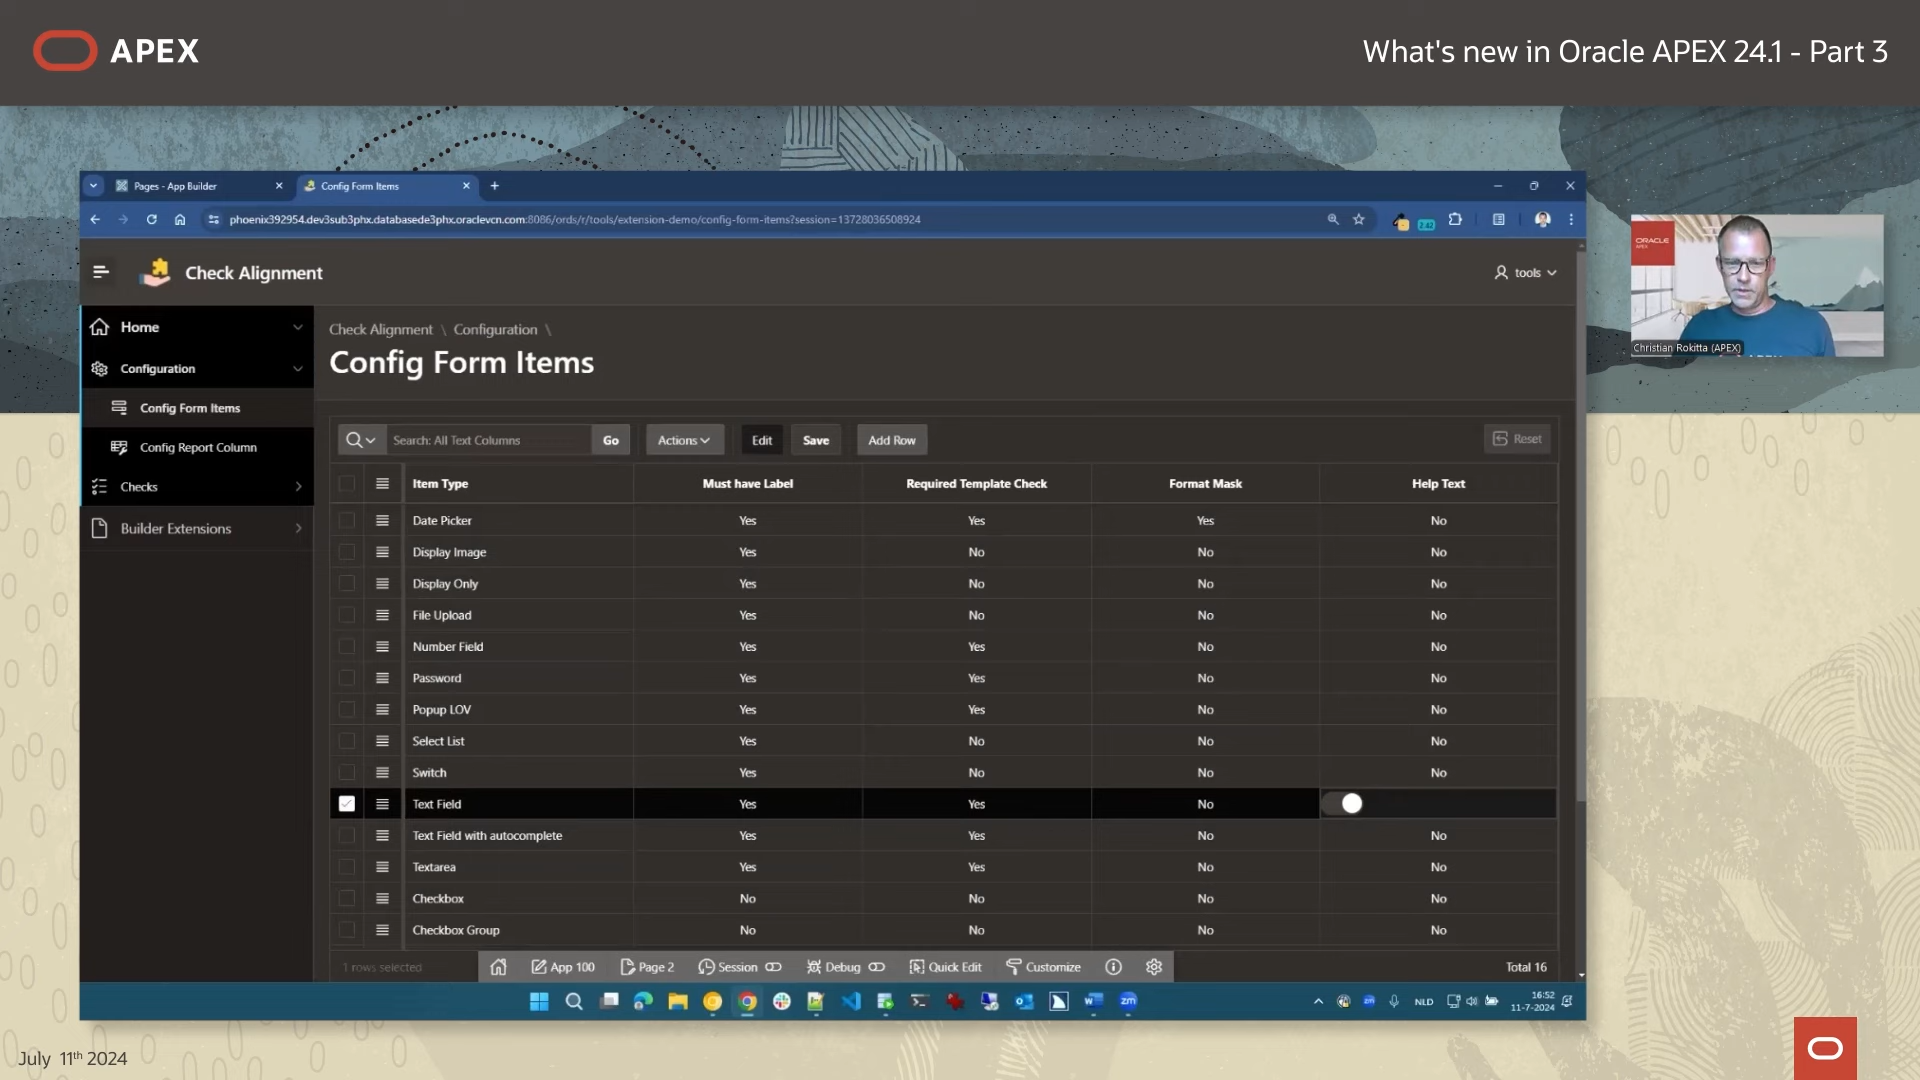 APEX
What's new in Oracle APEX 24.1 - Part 3
Pages - App Builder
Config Form Items
phoenix392954.dev3sub3phx.databasede3phx.oraclevcn.com:8086/ords/r/tools/extension-demo/config-form-items?session=13728036508924
Check Alignment
tools
ORACLE
APEX
Christian Rokitta (APEX)
Home
Configuration
Config Form Items
Config Report Column
Checks
Builder Extensions
Check Alignment \ Configuration \
Config Form Items
Search: All Text Columns Go Actions Edit Save Add Row Reset
Item Type Must have Label Required Template Check Format Mask Help Text
Date Picker Yes Yes Yes No
Display Image Yes No No No
Display Only Yes No No No
File Upload Yes No No No
Number Field Yes Yes No No
Password Yes Yes No No
Popup LOV Yes Yes No No
Select List Yes No No No
Switch Yes No No No
Text Field Yes Yes No
Text Field with autocomplete Yes Yes No No
Textarea Yes Yes No No
Checkbox No No No No
Checkbox Group No No No No
1 rows selected
App 100 Page 2 Session Debug Quick Edit Customize
Total 16
zm NLD 16:52
11-7-2024
July 11th 2024